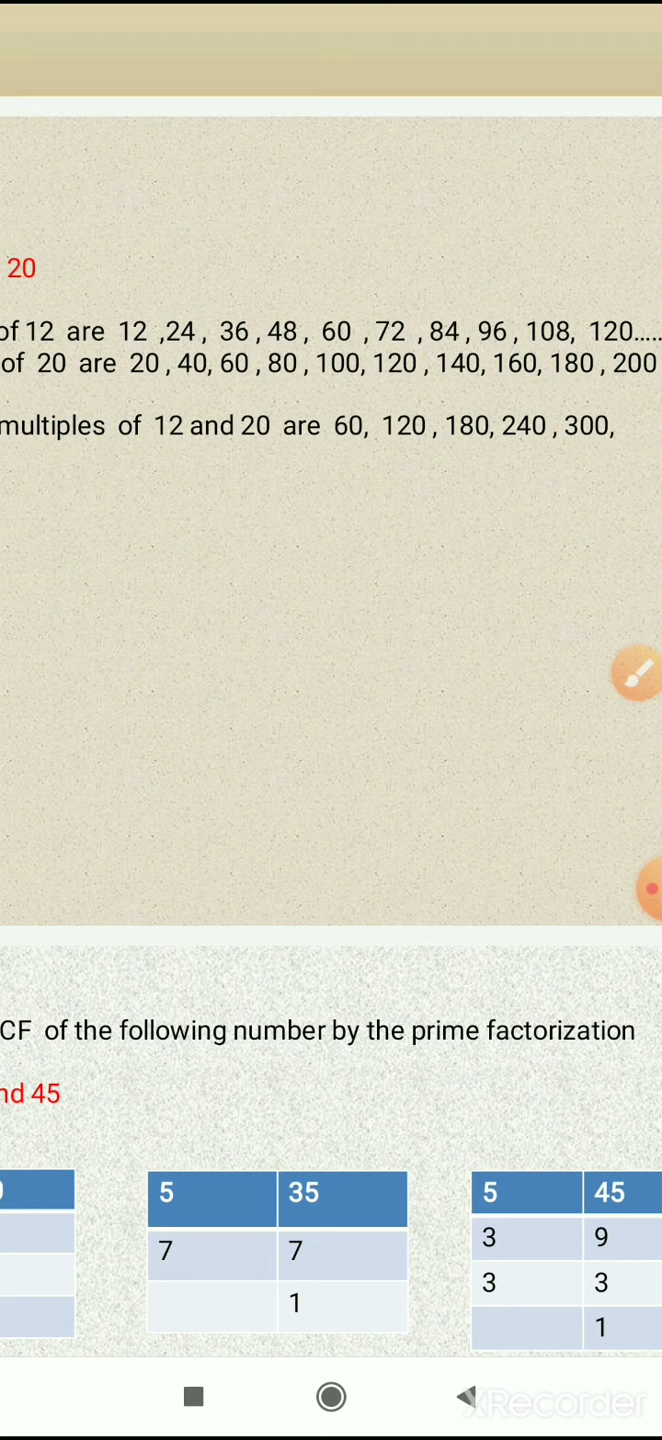 20
of 12 are 12 ,24 , 36 , 48 , 60 , 72 , 84 , 96 , 108, 120.....
of 20 are 20 , 40, 60 , 80 , 100, 120 , 140, 160, 180 , 200
multiples of 12 and 20 are 60, 120 , 180, 240 , 300,
CF of the following number by the prime factorization
nd 45
5 35 5 45
7 7 3 9
3 3
1 1
XRecorder